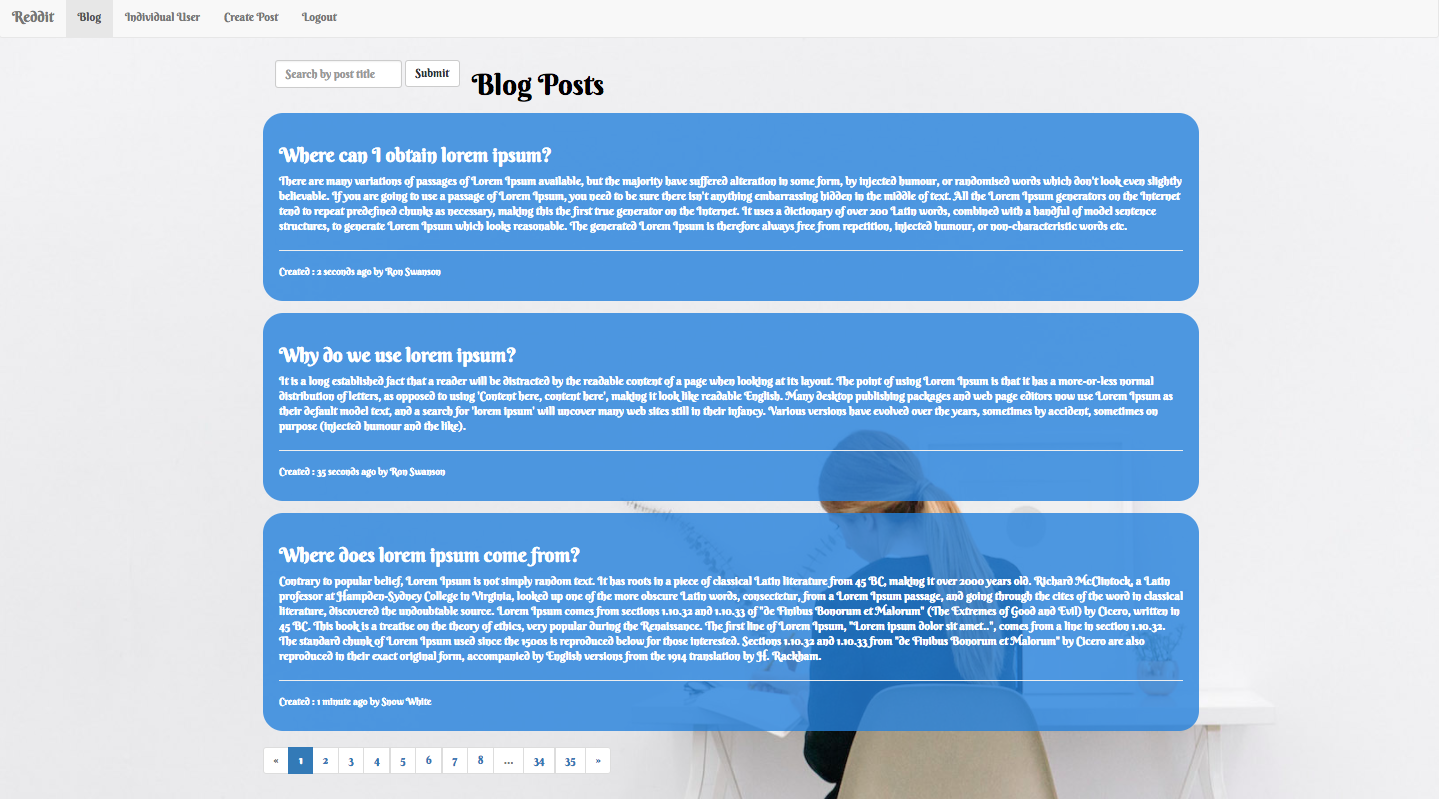 Reddit Blog Individual User Create Post Logout
Search by post title Submit Blog Posts
Where can I obtain lorem ipsum?
There are many variations of passages of Lorem Ipsum available, but the majority have suffered alteration in some form, by injected humour, or randomised words which don't look even slightly
believable. If you are going to use a passage of Lorem Ipsum, you need to be sure there isn't anything embarrassing hidden in the middle of text. All the Lorem Ipsum generators on the Internet
tend to repeat predefined chunks as necessary, making this the first true generator on the Internet. It uses a dictionary of over 200 Latin words, combined with a handful of model sentence
structures, to generate Lorem Ipsum which looks reasonable. The generated Lorem Ipsum is therefore always free from repetition, injected humour, or non-characteristic words etc.
Created : 2 seconds ago by Ron Swanson
Why do we use lorem ipsum?
It is a long established fact that a reader will be distracted by the readable content of a page when looking at its layout. The point of using Lorem Ipsum is that it has a more-or-less normal
distribution of letters, as opposed to using 'Content here, content here', making it look like readable English. Many desktop publishing packages and web page editors now use Lorem Ipsum as
their default model text, and a search for 'lorem ipsum' will uncover many web sites still in their infancy. Various versions have evolved over the years, sometimes by accident, sometimes on
purpose (injected humour and the like).
Created : 35 seconds ago by Ron Swanson
Where does lorem ipsum come from?
Contrary to popular belief, Lorem Ipsum is not simply random text. It has roots in a piece of classical Latin literature from 45 BC, making it over 2000 years old. Richard McClintock, a Latin
professor at Hampden-Sydney College in Virginia, looked up one of the more obscure Latin words, consectetur, from a Lorem Ipsum passage, and going through the cites of the word in classical
literature, discovered the undoubtable source. Lorem Ipsum comes from sections 1.10.32 and 1.10.33 of "de Finibus Bonorum et Malorum" (The Extremes of Good and Evil) by Cicero, written in
45 BC. This book is a treatise on the theory of ethics, very popular during the Renaissance. The first line of Lorem Ipsum, "Lorem ipsum dolor sit amet..", comes from a line in section 1.10.32.
The standard chunk of Lorem Ipsum used since the 1500s is reproduced below for those interested. Sections 1.10.32 and 1.10.33 from "de Finibus Bonorum et Malorum" by Cicero are also
reproduced in their exact original form, accompanied by English versions from the 1914 translation by H. Rackham.
Created : 1 minute ago by Snow White
« 1 2 3 4 5 6 7 8 ... 34 35 »